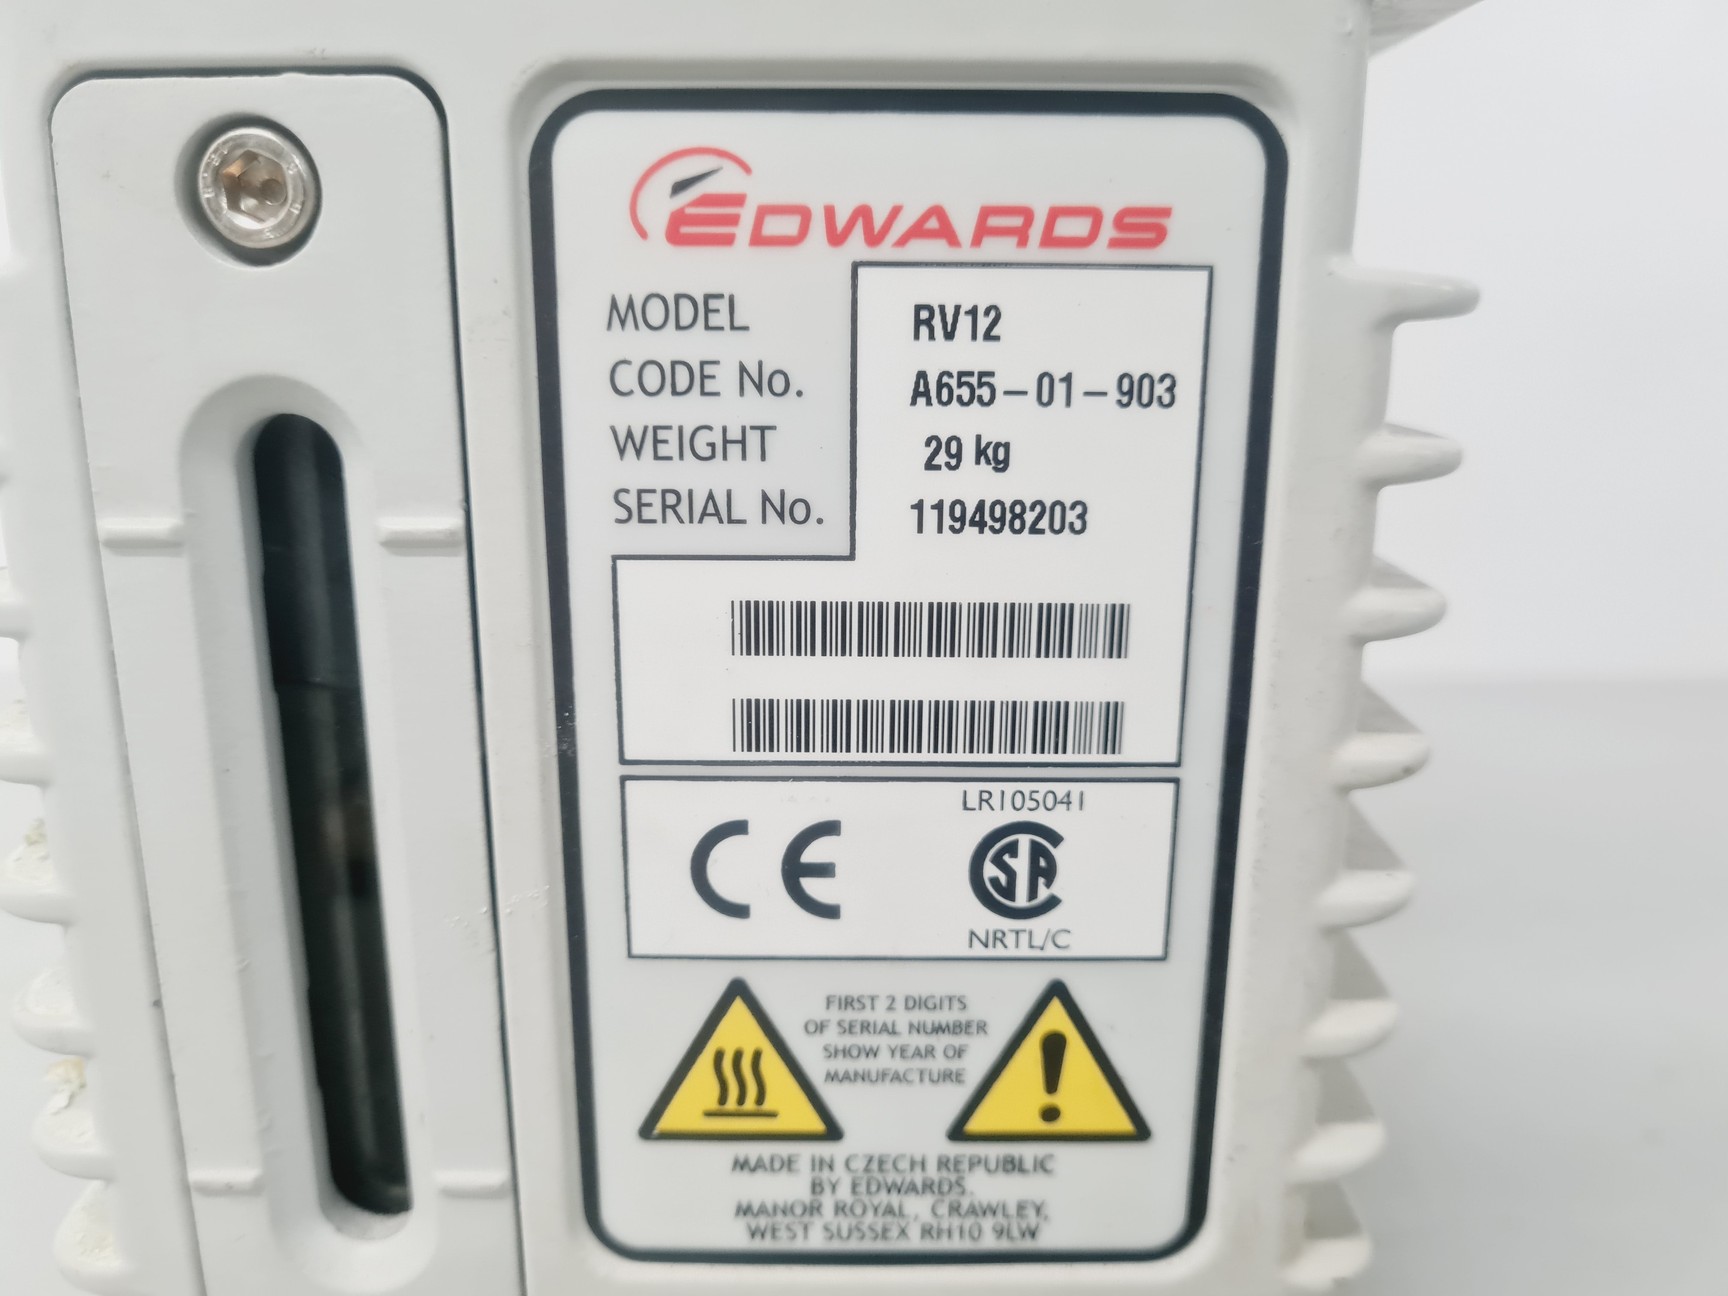 EDWARDS
MODEL RV12
CODE No. A655-01-903
WEIGHT 29 kg
SERIAL No. 119498203
LR105041
CE CSA
NRTL/C
FIRST 2 DIGITS
OF SERIAL NUMBER
SHOW YEAR OF
MANUFACTURE
MADE IN CZECH REPUBLIC
BY EDWARDS.
MANOR ROYAL, CRAWLEY,
WEST SUSSEX RH10 9LW